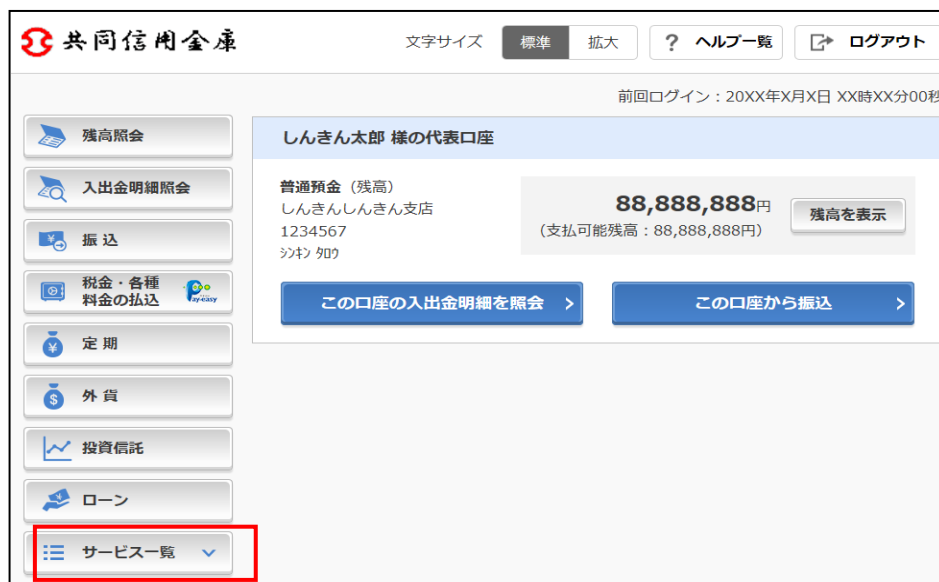 共同信用金庫
文字サイズ 標準 拡大 ? ヘルプ一覧 ログアウト
前回ログイン：20XX年X月X日 XX時XX分00秒
残高照会
入出金明細照会
振込
税金・各種
料金の払込
Pay-easy
定期
外貨
投資信託
ローン
サービス一覧
しんきん太郎 様の代表口座
普通預金（残高）
しんきんしんきん支店
1234567
ｼﾝｷﾝ ﾀﾛｳ
88,888,888円
（支払可能残高：88,888,888円）
残高を表示
この口座の入出金明細を照会
この口座から振込